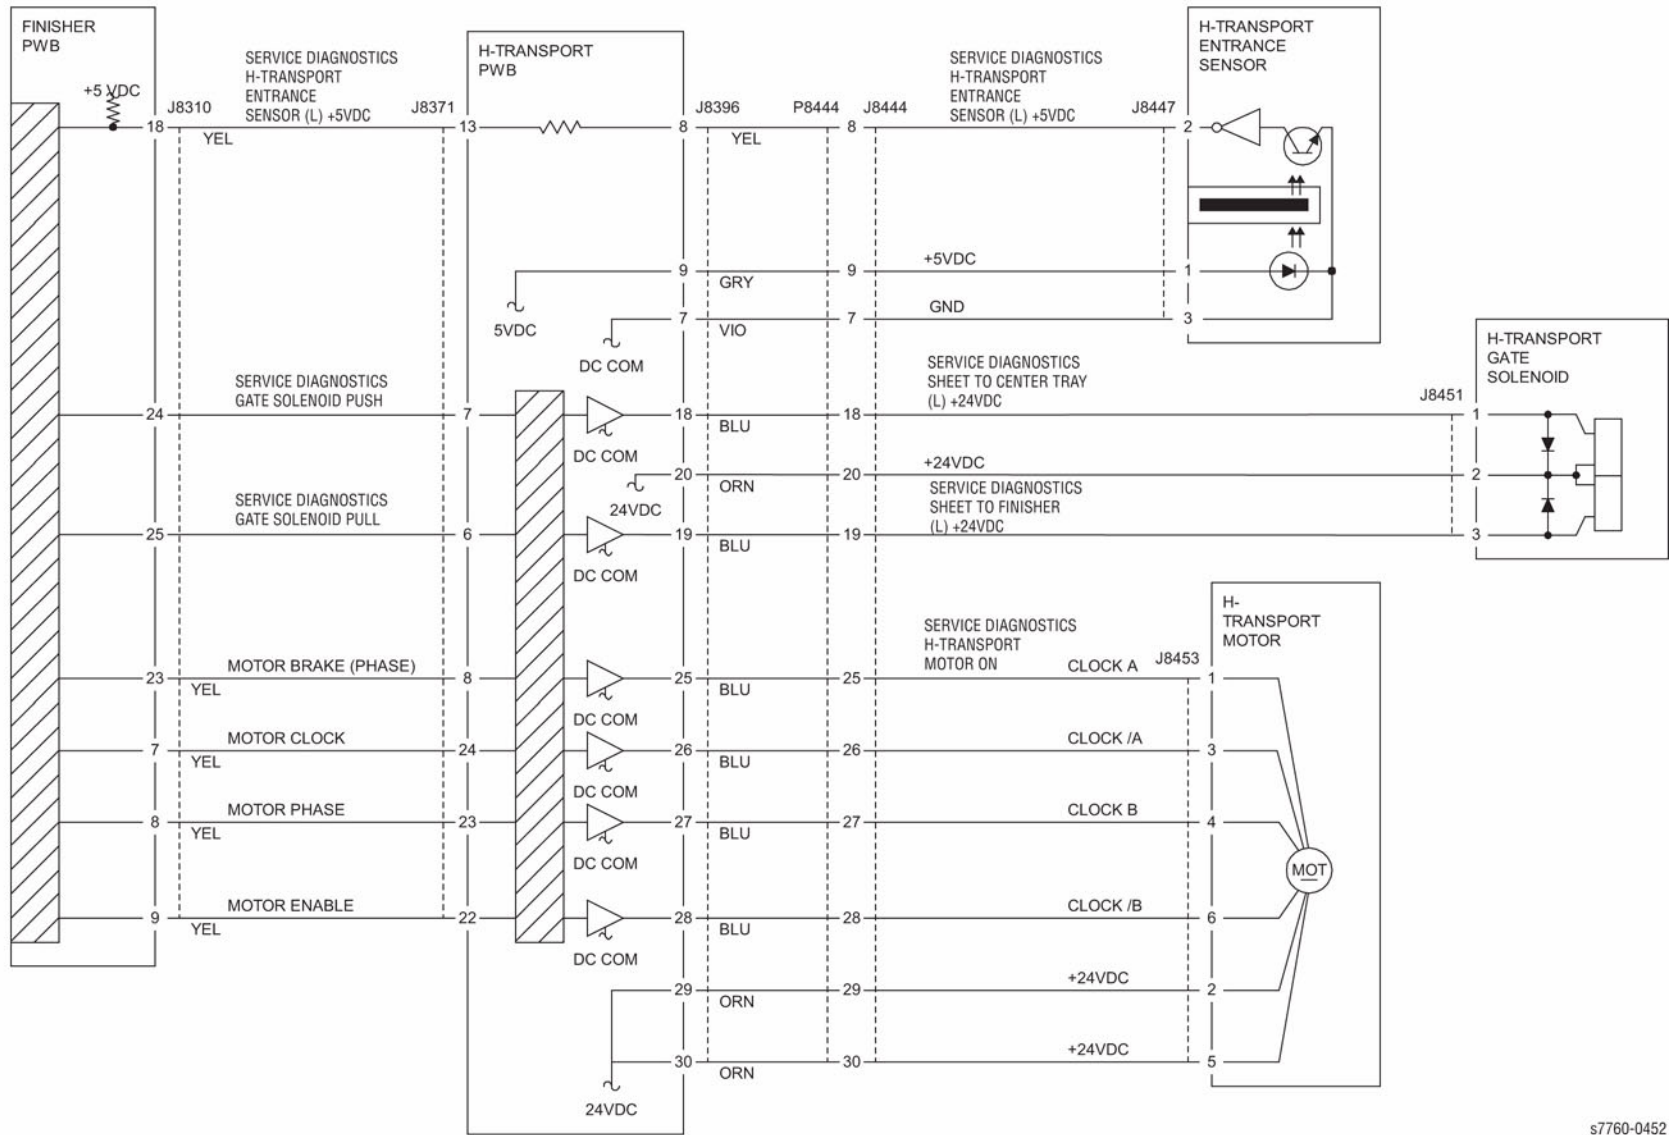 FINISHER
PWB
+5 VDC
J8310
18
YEL
SERVICE DIAGNOSTICS
H-TRANSPORT
ENTRANCE
SENSOR (L) +5VDC
J8371
13
H-TRANSPORT
PWB
8
J8396
YEL
P8444
8
J8444
SERVICE DIAGNOSTICS
H-TRANSPORT
ENTRANCE
SENSOR (L) +5VDC
J8447
2
H-TRANSPORT
ENTRANCE
SENSOR
5VDC
9
GRY
9
+5VDC
1
DC COM
7
VIO
7
GND
3
24
SERVICE DIAGNOSTICS
GATE SOLENOID PUSH
7
DC COM
18
BLU
18
SERVICE DIAGNOSTICS
SHEET TO CENTER TRAY
(L) +24VDC
J8451
1
H-TRANSPORT
GATE
SOLENOID
24VDC
20
ORN
20
+24VDC
2
25
SERVICE DIAGNOSTICS
GATE SOLENOID PULL
6
DC COM
19
BLU
19
SERVICE DIAGNOSTICS
SHEET TO FINISHER
(L) +24VDC
3
23
YEL
MOTOR BRAKE (PHASE)
8
DC COM
25
BLU
25
SERVICE DIAGNOSTICS
H-TRANSPORT
MOTOR ON
CLOCK A
J8453
1
H-
TRANSPORT
MOTOR
7
YEL
MOTOR CLOCK
24
DC COM
26
BLU
26
CLOCK /A
3
8
YEL
MOTOR PHASE
23
DC COM
27
BLU
27
CLOCK B
4
MOT
9
YEL
MOTOR ENABLE
22
DC COM
28
BLU
28
CLOCK /B
6
29
ORN
29
+24VDC
2
24VDC
30
ORN
30
+24VDC
5
s7760-0452